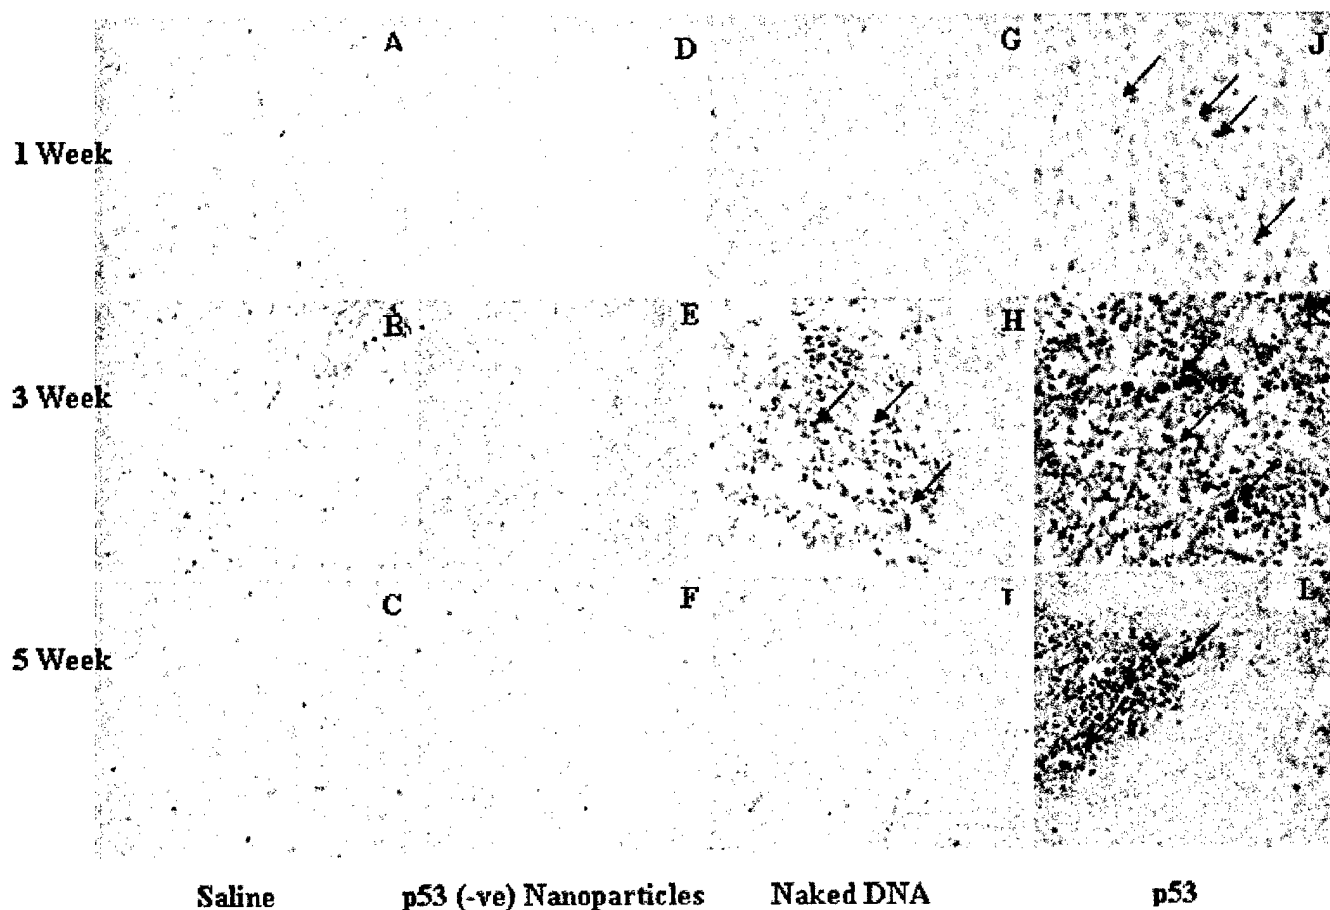 A
D
G
J
1 Week
B
E
H
3 Week
C
F
I
L
5 Week
Saline
p53 (-ve) Nanoparticles
Naked DNA
p53